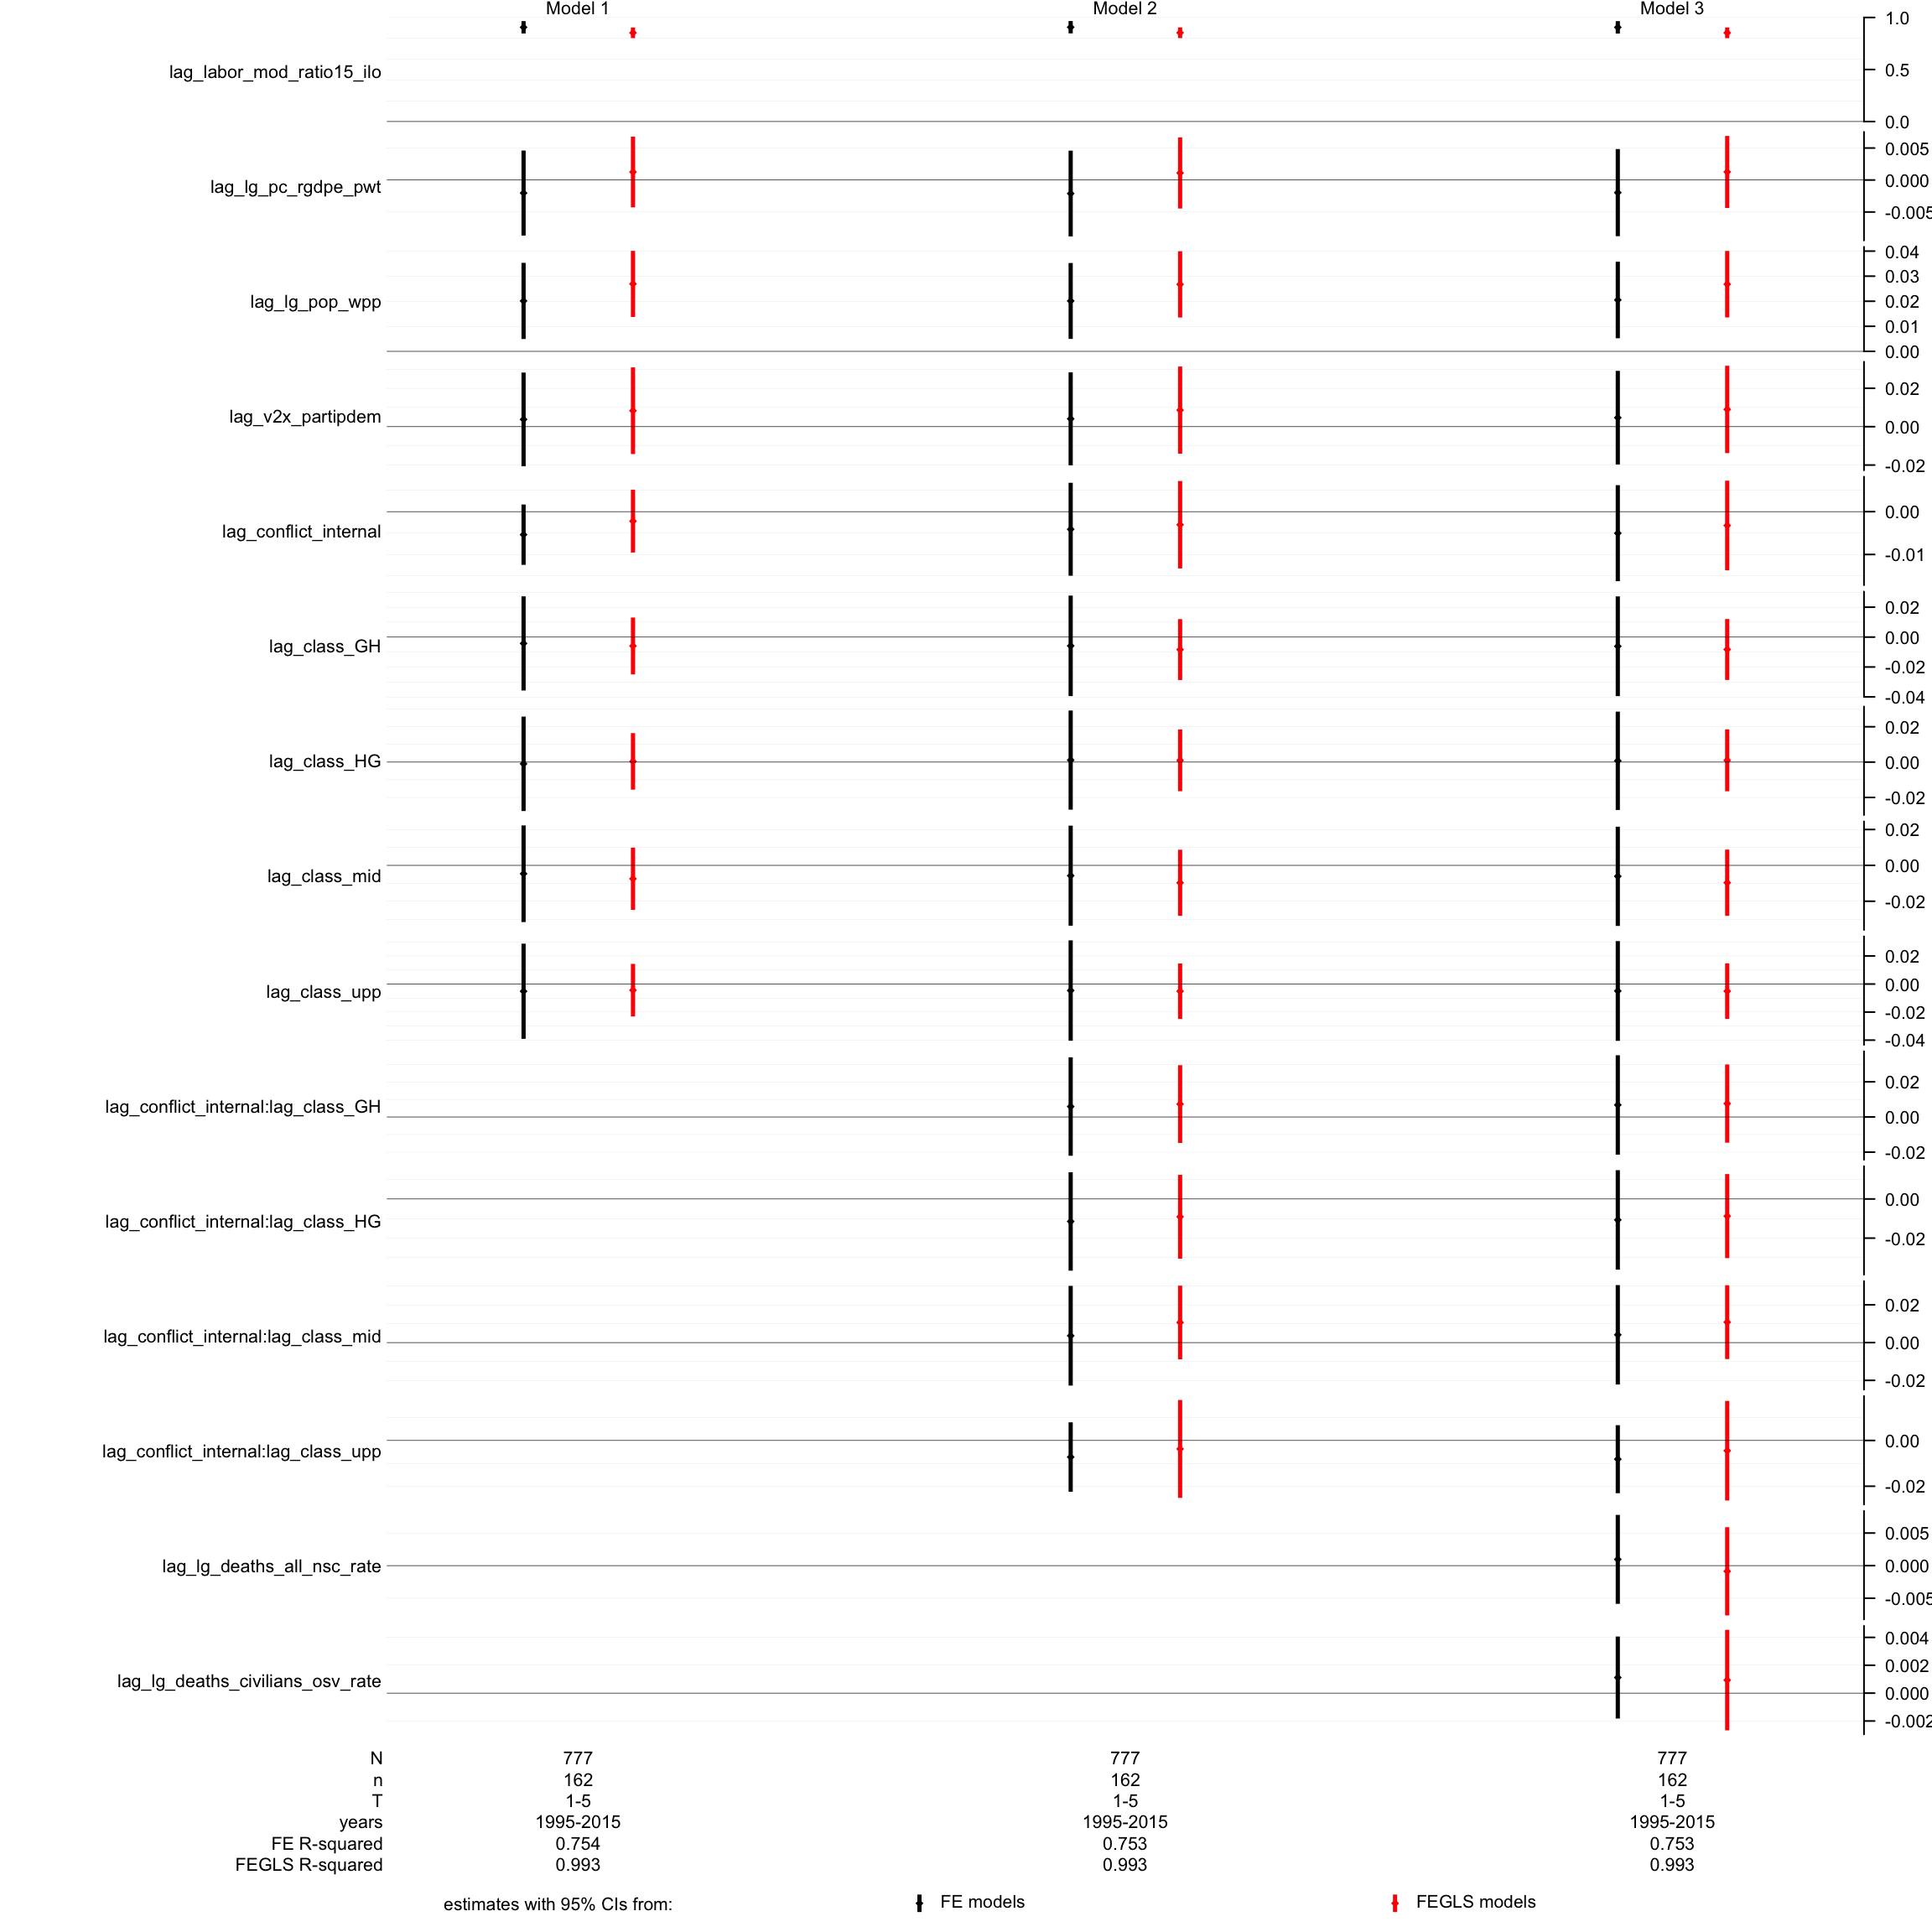 Model 1 Model 2 Model 3
lag_labor_mod_ratio15_ilo 1.0 0.5 0.0
lag_lg_pc_rgdpe_pwt 0.005 0.000 -0.005
lag_lg_pop_wpp 0.04 0.03 0.02 0.01 0.00
lag_v2x_partipdem 0.02 0.00 -0.02
lag_conflict_internal 0.00 -0.01
lag_class_GH 0.02 0.00 -0.02 -0.04
lag_class_HG 0.02 0.00 -0.02
lag_class_mid 0.02 0.00 -0.02
lag_class_upp 0.02 0.00 -0.02 -0.04
lag_conflict_internal:lag_class_GH 0.02 0.00 -0.02
lag_conflict_internal:lag_class_HG 0.00 -0.02
lag_conflict_internal:lag_class_mid 0.02 0.00 -0.02
lag_conflict_internal:lag_class_upp 0.00 -0.02
lag_lg_deaths_all_nsc_rate 0.005 0.000 -0.005
lag_lg_deaths_civilians_osv_rate 0.004 0.002 0.000 -0.002
N 777 777 777
n 162 162 162
T 1-5 1-5 1-5
years 1995-2015 1995-2015 1995-2015
FE R-squared 0.754 0.753 0.753
FEGLS R-squared 0.993 0.993 0.993
estimates with 95% CIs from: FE models FEGLS models